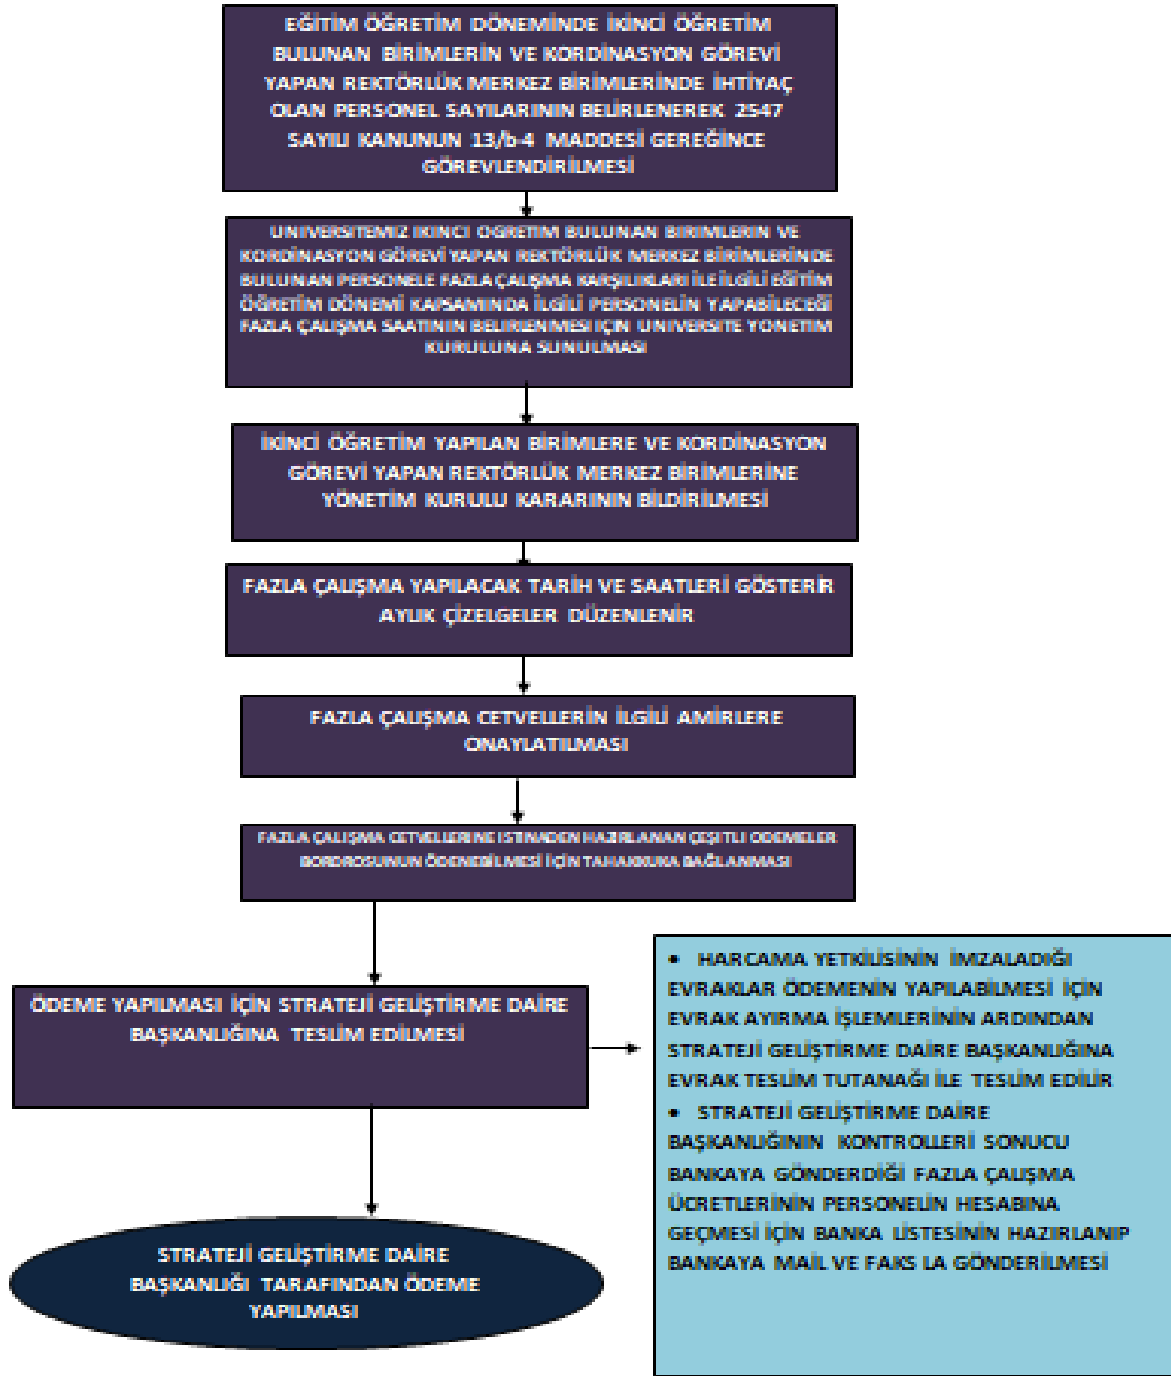 EĞİTİM ÖĞRETİM DÖNEMİNDE İKİNCİ ÖĞRETİM
BULUNAN BİRİMLERİN VE KORDİNASYON GÖREVİ
YAPAN REKTÖRLÜK MERKEZ BİRİMLERİNDE İHTİYAÇ
OLAN PERSONEL SAYILARININ BELİRLENEREK 2547
SAYILI KANUNUN 13/b-4 MADDESİ GEREĞİNCE
GÖREVLENDİRİLMESİ
ÜNİVERSİTEMİZ İKİNCİ ÖĞRETİM BULUNAN BİRİMLERİN VE
KORDİNASYON GÖREVİ YAPAN REKTÖRLÜK MERKEZ BİRİMLERİNDE
BULUNAN PERSONELE FAZLA ÇALIŞMA KARŞILIKLARI İLE İLGİLİ EĞİTİM
ÖĞRETİM DÖNEMİ KAPSAMINDA İLGİLİ PERSONELİN YAPABİLECEĞİ
FAZLA ÇALIŞMA SAATİNİN BELİRLENMESİ İÇİN ÜNİVERSİTE YÖNETİM
KURULUNA SUNULMASI
İKİNCİ ÖĞRETİM YAPILAN BİRİMLERE VE KORDİNASYON
GÖREVİ YAPAN REKTÖRLÜK MERKEZ BİRİMLERİNE
YÖNETİM KURULU KARARININ BİLDİRİLMESİ
FAZLA ÇALIŞMA YAPILACAK TARİH VE SAATLERİ GÖSTERİR
AYLIK ÇİZELGELER DÜZENLENİR
FAZLA ÇALIŞMA CETVELLERİN İLGİLİ AMİRLERE
ONAYLATILMASI
FAZLA ÇALIŞMA CETVELLERİNE İSTİNADEN HAZIRLANAN ÇEŞİTLİ ÖDEMELER
BORDROSUNUN ÖDENEBİLMESİ İÇİN TAHAKKUKA BAĞLANMASI
ÖDEME YAPILMASI İÇİN STRATEJİ GELİŞTİRME DAİRE
BAŞKANLIĞINA TESLİM EDİLMESİ
• HARCAMA YETKİLİSİNİN İMZALADIĞI
EVRAKLAR ÖDEMENİN YAPILABİLMESİ İÇİN
EVRAK AYIRMA İŞLEMLERİNİN ARDINDAN
STRATEJİ GELİŞTİRME DAİRE BAŞKANLIĞINA
EVRAK TESLİM TUTANAĞI İLE TESLİM EDİLİR
• STRATEJİ GELİŞTİRME DAİRE
BAŞKANLIĞININ KONTROLLERİ SONUCU
BANKAYA GÖNDERDİĞİ FAZLA ÇALIŞMA
ÜCRETLERİNİN PERSONELİN HESABINA
GEÇMESİ İÇİN BANKA LİSTESİNİN HAZIRLANIP
BANKAYA MAİL VE FAKS LA GÖNDERİLMESİ
STRATEJİ GELİŞTİRME DAİRE
BAŞKANLIĞI TARAFINDAN ÖDEME
YAPILMASI